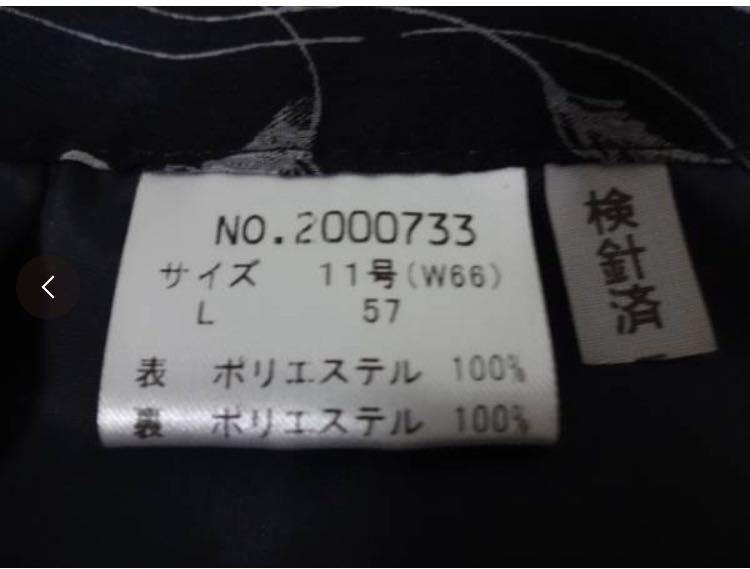 NO.2000733
サイズ 11号(W66)
L 57
表 ポリエステル 100%
裏 ポリエステル 100%
検針済